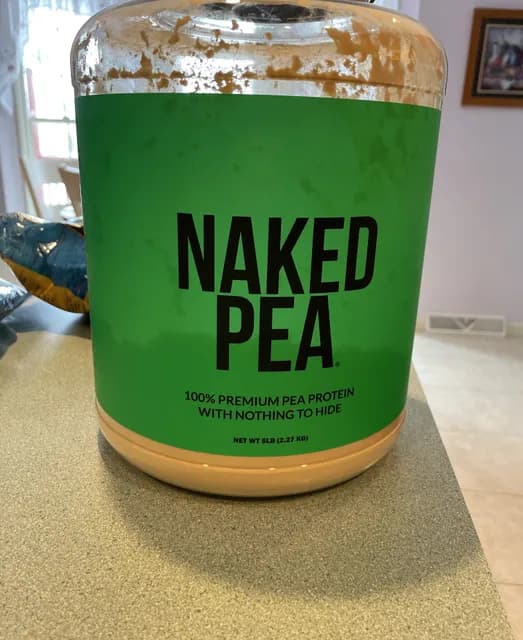 NAKED
PEA®
100% PREMIUM PEA PROTEIN
WITH NOTHING TO HIDE
NET WT 5LB (2.27 KG)